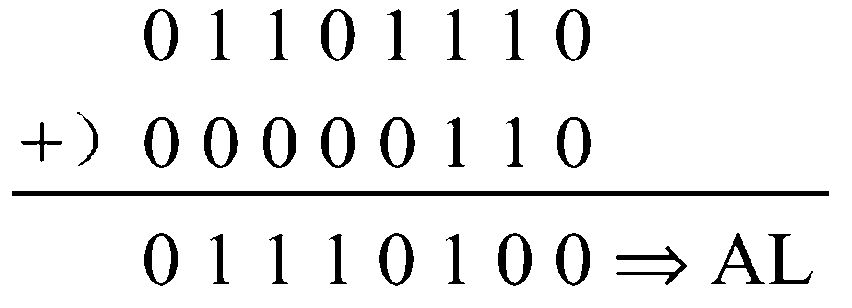 0 1 1 0 1 1 1 0
+) 0 0 0 0 0 1 1 0
0 1 1 1 0 1 0 0 ⇒ AL